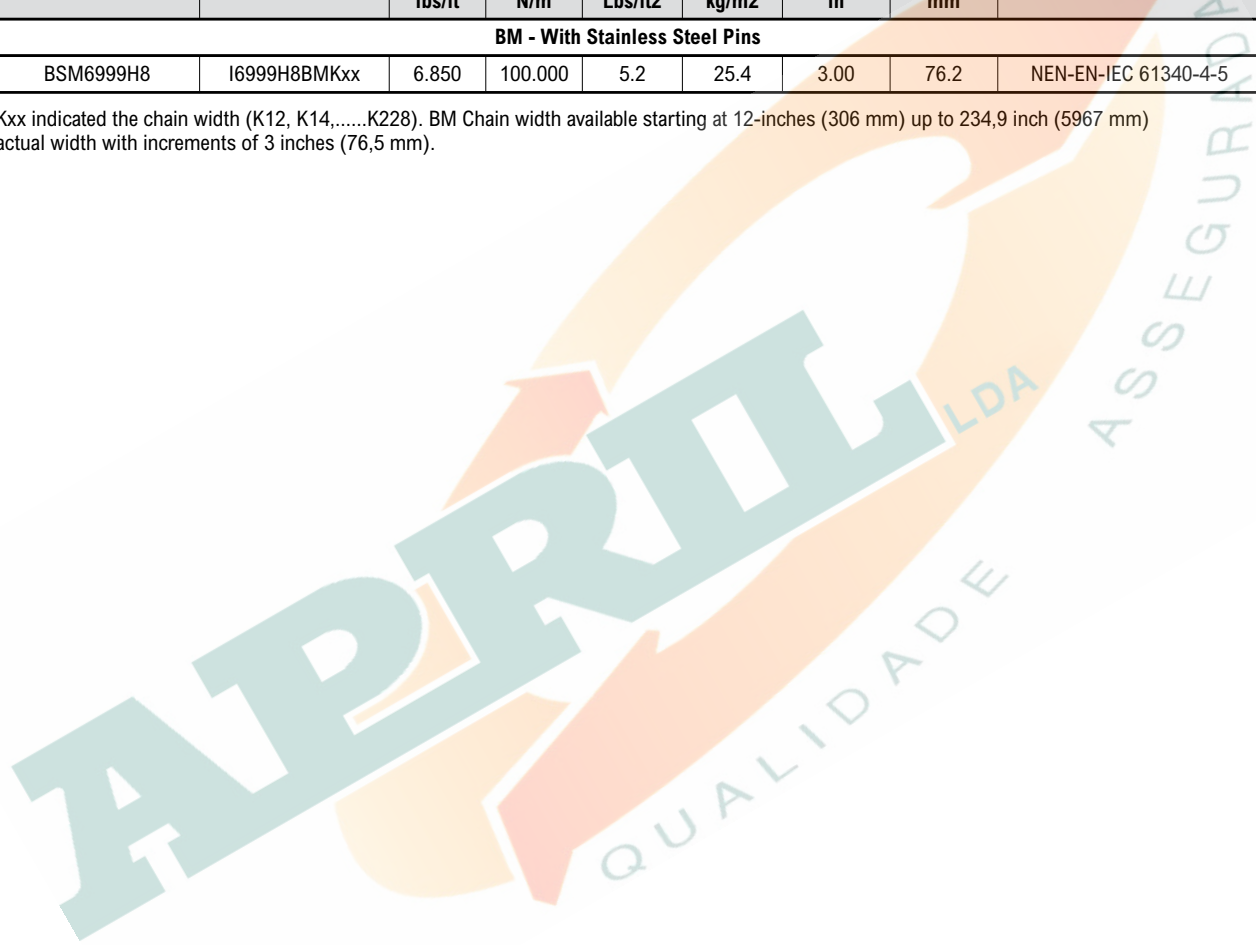 lbs/ft N/m Lbs/ft2 kg/m2 in mm
BM - With Stainless Steel Pins
BSM6999H8 I6999H8BMKxx 6.850 100.000 5.2 25.4 3.00 76.2 NEN-EN-IEC 61340-4-5
Kxx indicated the chain width (K12, K14,......K228). BM Chain width available starting at 12-inches (306 mm) up to 234,9 inch (5967 mm)
actual width with increments of 3 inches (76,5 mm).
APRIL LDA
QUALIDADE
ASSEGURADA